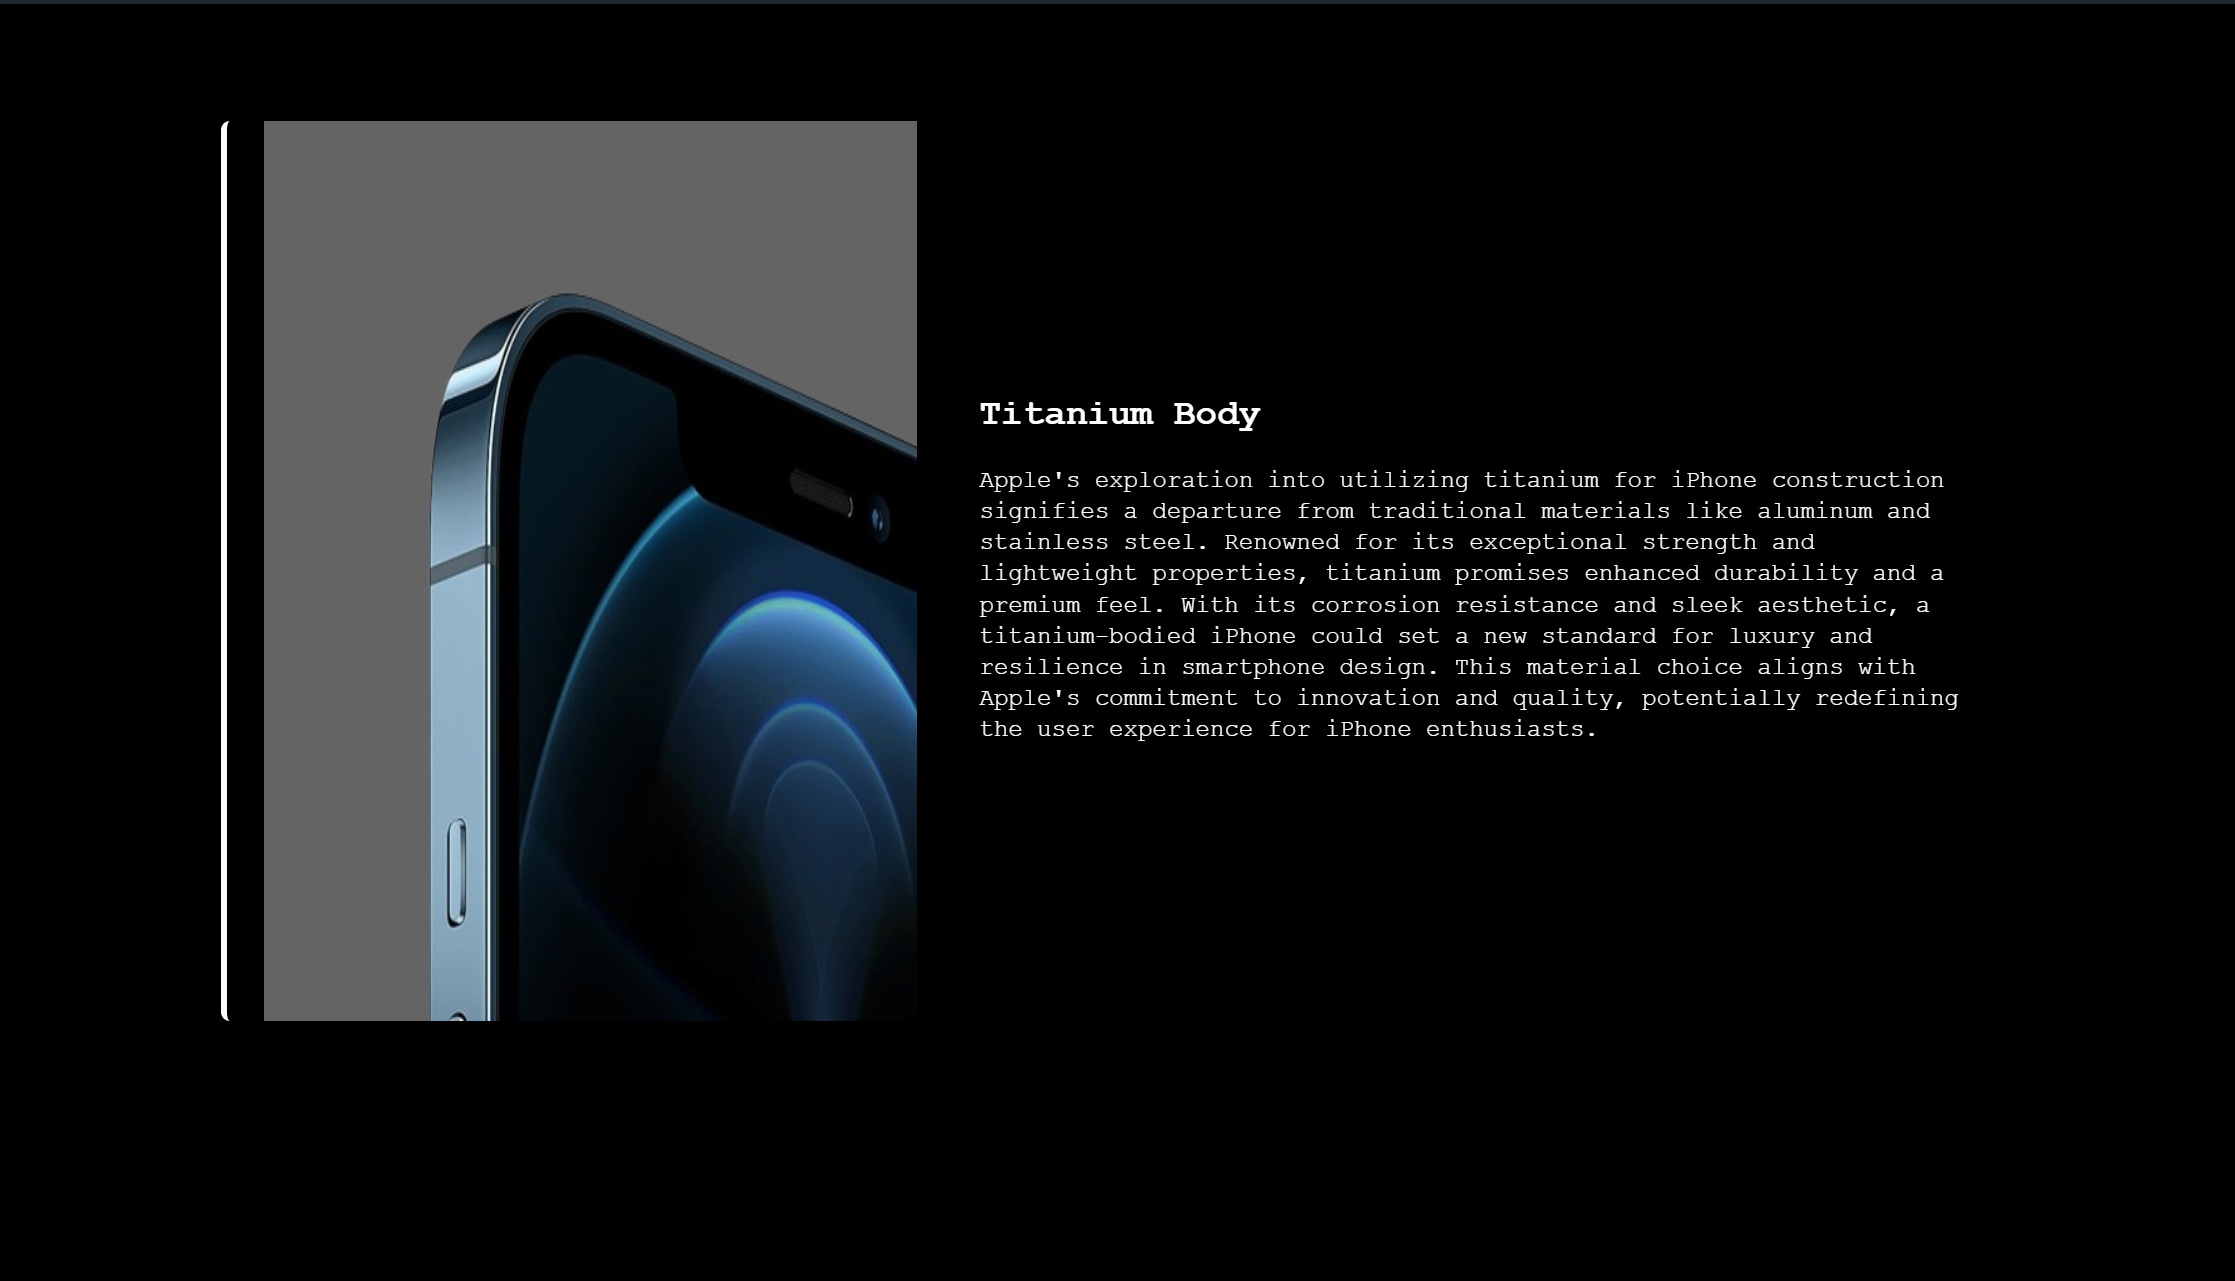 Titanium Body
Apple's exploration into utilizing titanium for iPhone construction
signifies a departure from traditional materials like aluminum and
stainless steel. Renowned for its exceptional strength and
lightweight properties, titanium promises enhanced durability and a
premium feel. With its corrosion resistance and sleek aesthetic, a
titanium-bodied iPhone could set a new standard for luxury and
resilience in smartphone design. This material choice aligns with
Apple's commitment to innovation and quality, potentially redefining
the user experience for iPhone enthusiasts.